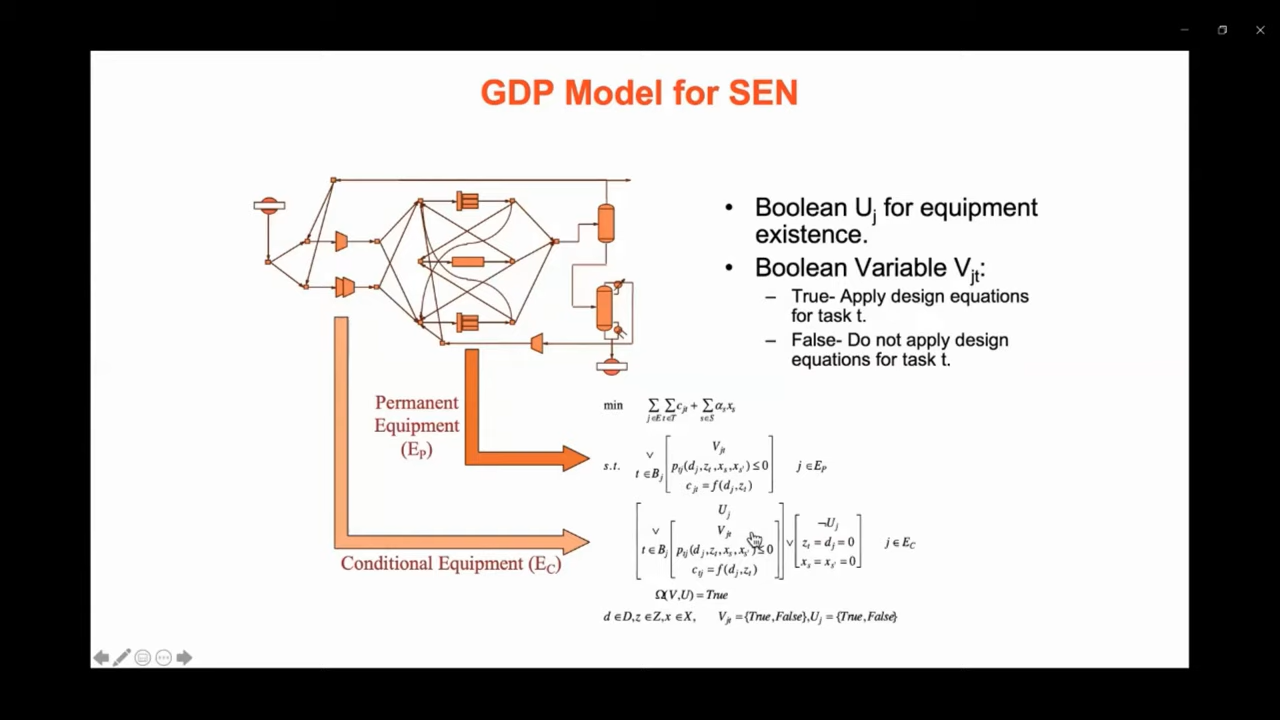 GDP Model for SEN
• Boolean Uj for equipment
existence.
• Boolean Variable Vjt:
– True- Apply design equations
for task t.
– False- Do not apply design
equations for task t.
Permanent
Equipment
(EP)
Conditional Equipment (EC)
min ∑j∈E ∑t∈T cjt + ∑s∈S αs xs
s.t. ∨ t∈Bj [ Vjt
ptj(dj,zt,xs,xs')≤0
cjt = f(dj,zt) ] j∈EP
[ Uj
∨ t∈Bj [ Vjt
ptj(dj,zt,xs,xs')≤0
ctj = f(dj,zt) ] ] ∨ [ ¬Uj
zt = dj = 0
xs = xs' = 0 ] j∈EC
Ω(V,U) = True
d∈D,z∈Z,x∈X, Vjt = {True,False},Uj = {True,False}